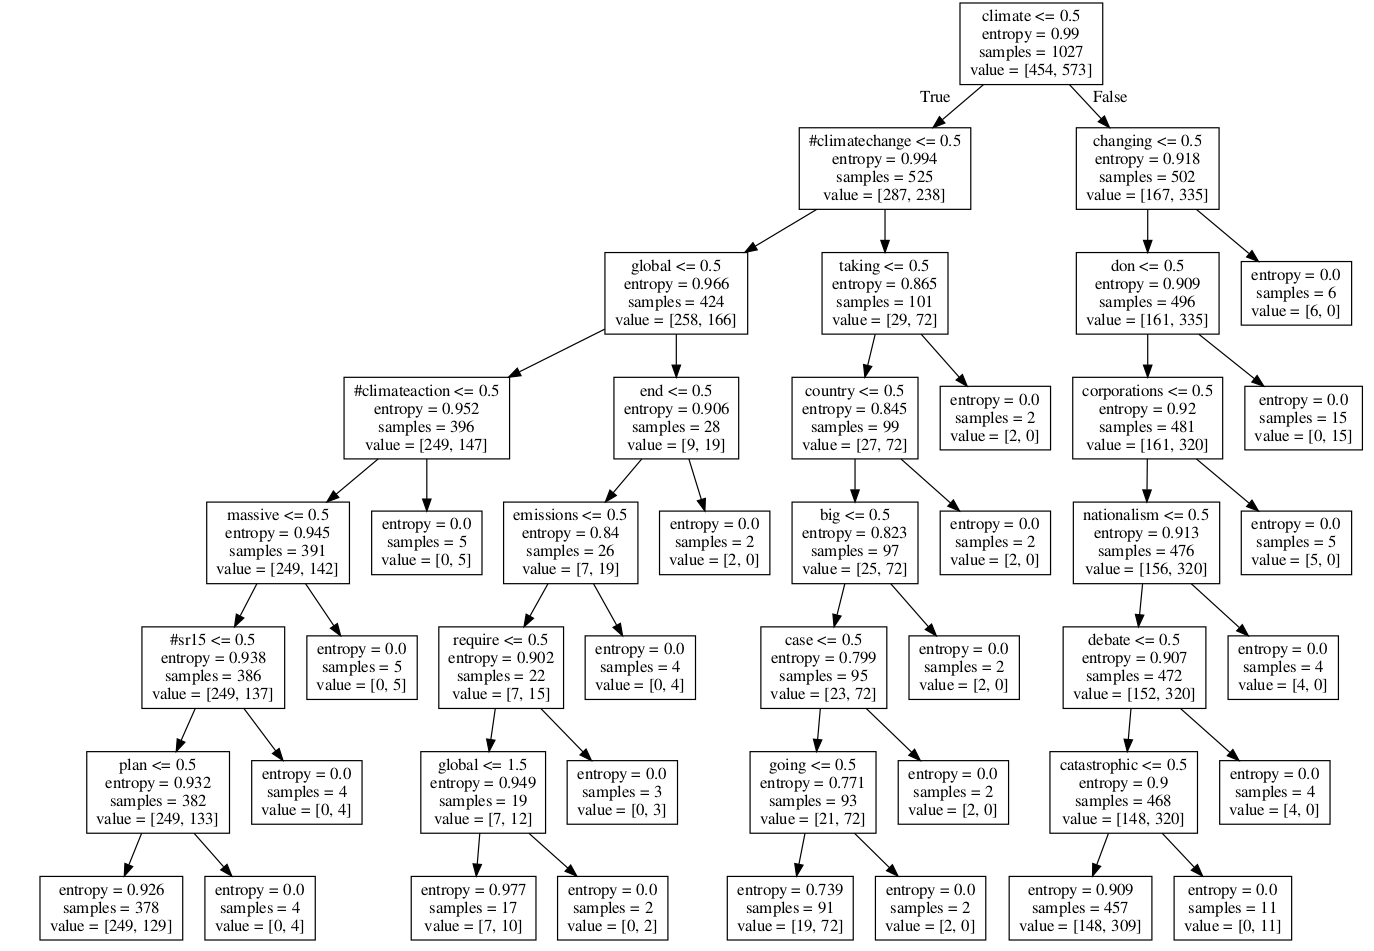 climate <= 0.5
entropy = 0.99
samples = 1027
value = [454, 573]
True
False
#climatechange <= 0.5
entropy = 0.994
samples = 525
value = [287, 238]
changing <= 0.5
entropy = 0.918
samples = 502
value = [167, 335]
global <= 0.5
entropy = 0.966
samples = 424
value = [258, 166]
taking <= 0.5
entropy = 0.865
samples = 101
value = [29, 72]
don <= 0.5
entropy = 0.909
samples = 496
value = [161, 335]
entropy = 0.0
samples = 6
value = [6, 0]
#climateaction <= 0.5
entropy = 0.952
samples = 396
value = [249, 147]
end <= 0.5
entropy = 0.906
samples = 28
value = [9, 19]
country <= 0.5
entropy = 0.845
samples = 99
value = [27, 72]
entropy = 0.0
samples = 2
value = [2, 0]
corporations <= 0.5
entropy = 0.92
samples = 481
value = [161, 320]
entropy = 0.0
samples = 15
value = [0, 15]
massive <= 0.5
entropy = 0.945
samples = 391
value = [249, 142]
entropy = 0.0
samples = 5
value = [0, 5]
emissions <= 0.5
entropy = 0.84
samples = 26
value = [7, 19]
entropy = 0.0
samples = 2
value = [2, 0]
big <= 0.5
entropy = 0.823
samples = 97
value = [25, 72]
entropy = 0.0
samples = 2
value = [2, 0]
nationalism <= 0.5
entropy = 0.913
samples = 476
value = [156, 320]
entropy = 0.0
samples = 5
value = [5, 0]
#sr15 <= 0.5
entropy = 0.938
samples = 386
value = [249, 137]
entropy = 0.0
samples = 5
value = [0, 5]
require <= 0.5
entropy = 0.902
samples = 22
value = [7, 15]
entropy = 0.0
samples = 4
value = [0, 4]
case <= 0.5
entropy = 0.799
samples = 95
value = [23, 72]
entropy = 0.0
samples = 2
value = [2, 0]
debate <= 0.5
entropy = 0.907
samples = 472
value = [152, 320]
entropy = 0.0
samples = 4
value = [4, 0]
plan <= 0.5
entropy = 0.932
samples = 382
value = [249, 133]
entropy = 0.0
samples = 4
value = [0, 4]
global <= 1.5
entropy = 0.949
samples = 19
value = [7, 12]
entropy = 0.0
samples = 3
value = [0, 3]
going <= 0.5
entropy = 0.771
samples = 93
value = [21, 72]
entropy = 0.0
samples = 2
value = [2, 0]
catastrophic <= 0.5
entropy = 0.9
samples = 468
value = [148, 320]
entropy = 0.0
samples = 4
value = [4, 0]
entropy = 0.926
samples = 378
value = [249, 129]
entropy = 0.0
samples = 4
value = [0, 4]
entropy = 0.977
samples = 17
value = [7, 10]
entropy = 0.0
samples = 2
value = [0, 2]
entropy = 0.739
samples = 91
value = [19, 72]
entropy = 0.0
samples = 2
value = [2, 0]
entropy = 0.909
samples = 457
value = [148, 309]
entropy = 0.0
samples = 11
value = [0, 11]